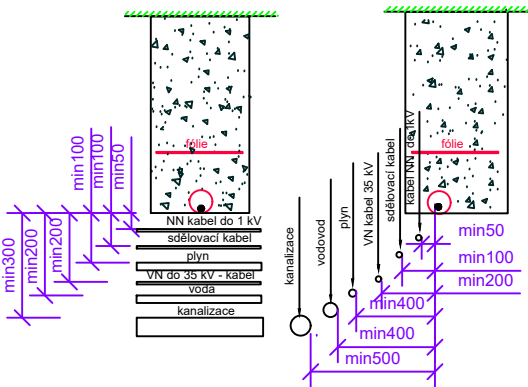 fólie
NN kabel do 1 kV
sdělovací kabel
plyn
VN do 35 kV - kabel
voda
kanalizace
min300
min200
min200
min100
min100
min50
fólie
kanalizace
vodovod
plyn
VN kabel 35 kV
sdělovací kabel
kabel NN do 1kV
min50
min100
min200
min400
min400
min500